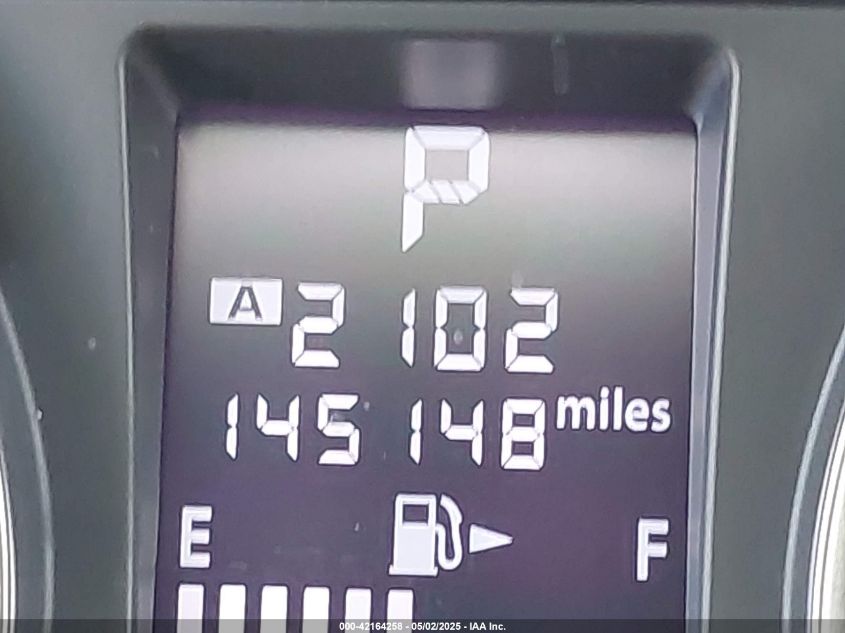 P
A 2102
145148 miles
E F
000-42164258 - 05/02/2025 - IAA Inc.